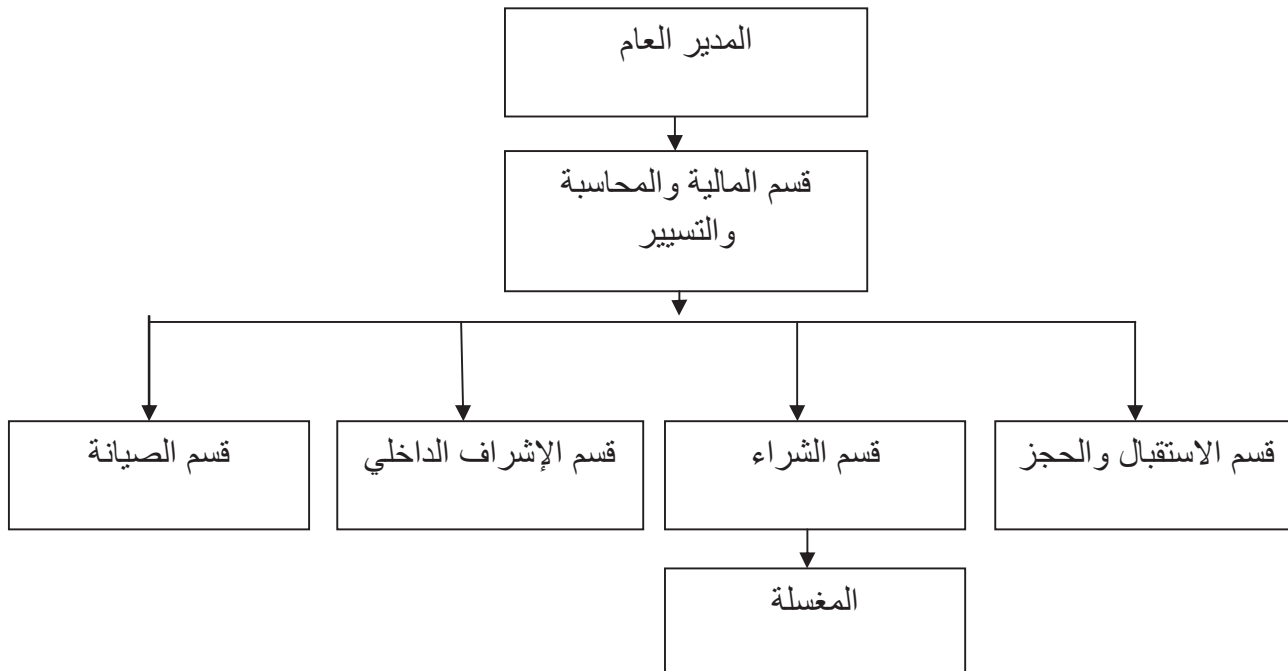 المدير العام
قسم المالية والمحاسبة
والتسيير
قسم الاستقبال والحجز
قسم الشراء
قسم الإشراف الداخلي
قسم الصيانة
المغسلة